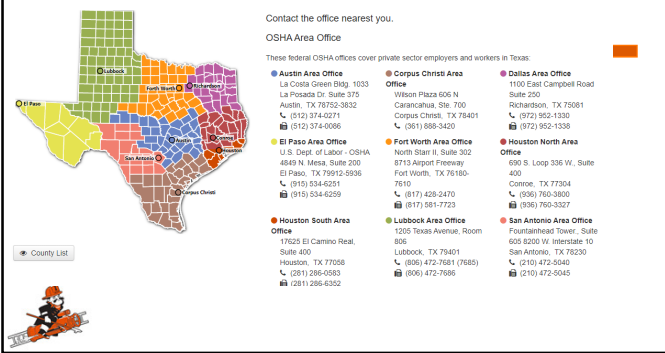 Contact the office nearest you.
OSHA Area Office
These federal OSHA offices cover private sector employers and workers in Texas:
Austin Area Office
La Costa Green Bldg. 1033
La Posada Dr. Suite 375
Austin, TX 78752-3832
(512) 374-0271
(512) 374-0086
Corpus Christi Area
Office
Wilson Plaza 606 N
Carancahua, Ste. 700
Corpus Christi, TX 78401
(361) 888-3420
Dallas Area Office
1100 East Campbell Road
Suite 250
Richardson, TX 75081
(972) 952-1330
(972) 952-1338
El Paso Area Office
U.S. Dept. of Labor - OSHA
4849 N. Mesa, Suite 200
El Paso, TX 79912-5936
(915) 534-6251
(915) 534-6259
Fort Worth Area Office
North Starr II, Suite 302
8713 Airport Freeway
Fort Worth, TX 76180-
7610
(817) 428-2470
(817) 581-7723
Houston North Area
Office
690 S. Loop 336 W., Suite
400
Conroe, TX 77304
(936) 760-3800
(936) 760-3327
Houston South Area
Office
17625 El Camino Real,
Suite 400
Houston, TX 77058
(281) 286-0583
(281) 286-6352
Lubbock Area Office
1205 Texas Avenue, Room
806
Lubbock, TX 79401
(806) 472-7681 (7685)
(806) 472-7686
San Antonio Area Office
Fountainhead Tower., Suite
605 8200 W. Interstate 10
San Antonio, TX 78230
(210) 472-5040
(210) 472-5045
Lubbock
Fort Worth
Richardson
El Paso
Austin
Conroe
Houston
San Antonio
Corpus Christi
County List